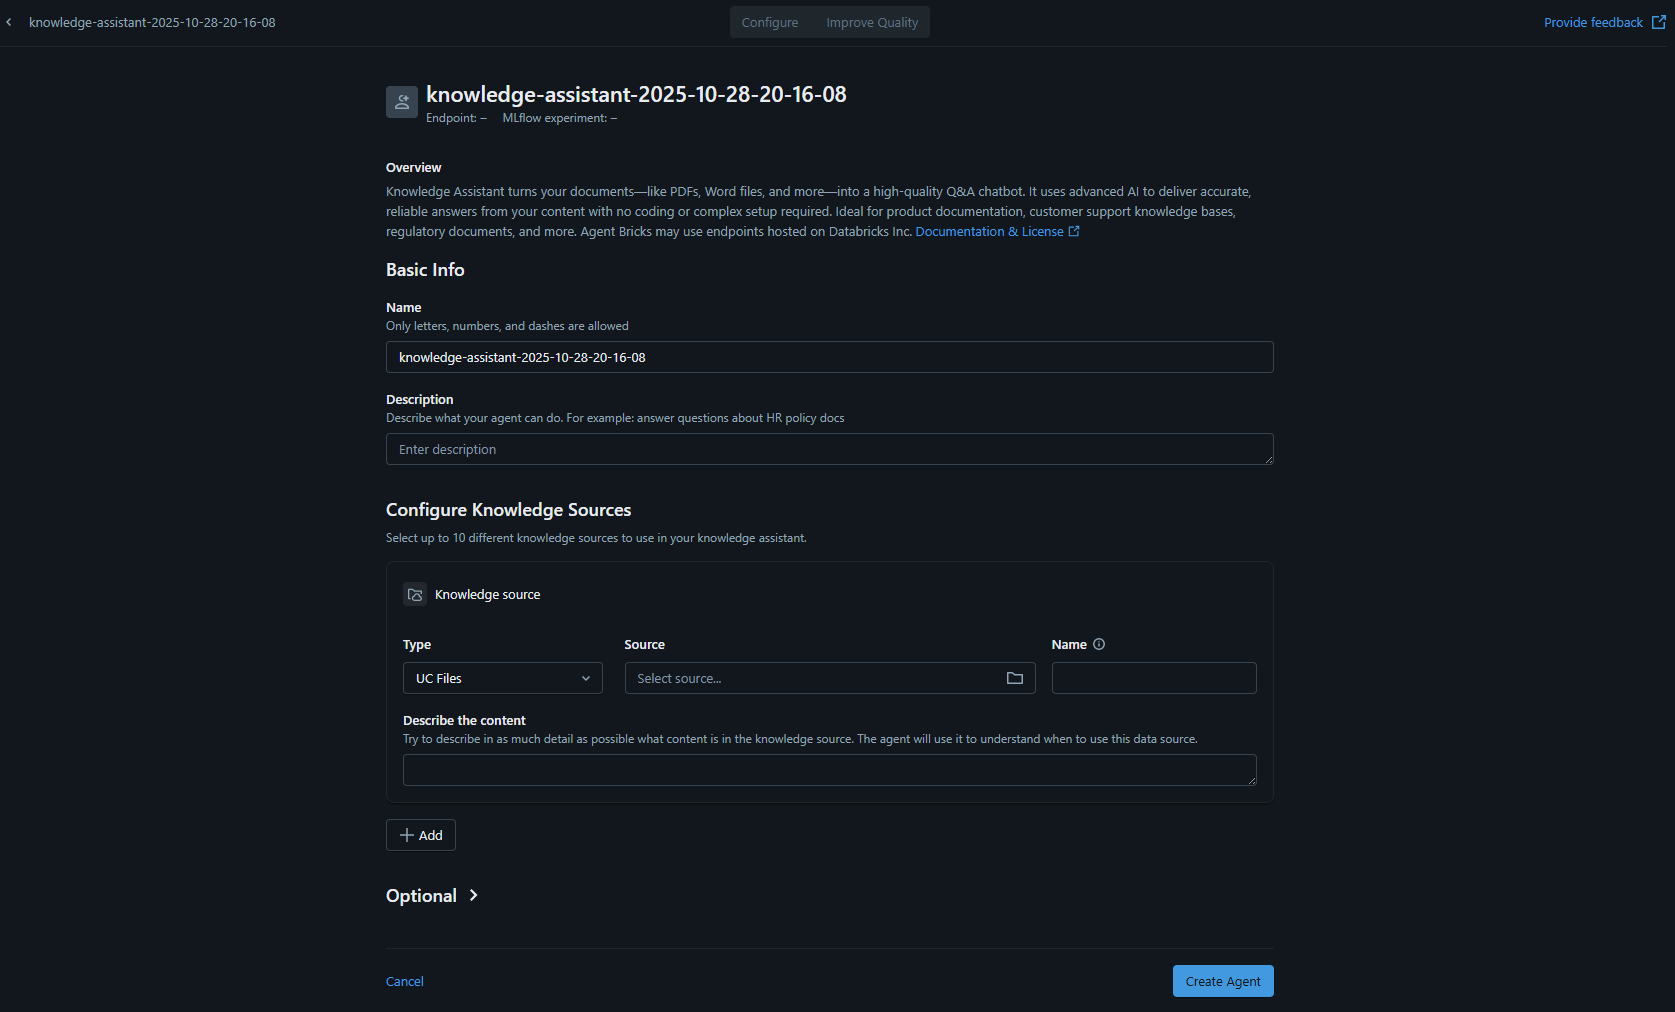 knowledge-assistant-2025-10-28-20-16-08
Configure
Improve Quality
Provide feedback
knowledge-assistant-2025-10-28-20-16-08
Endpoint: – MLflow experiment: –
Overview
Knowledge Assistant turns your documents—like PDFs, Word files, and more—into a high-quality Q&A chatbot. It uses advanced AI to deliver accurate,
reliable answers from your content with no coding or complex setup required. Ideal for product documentation, customer support knowledge bases,
regulatory documents, and more. Agent Bricks may use endpoints hosted on Databricks Inc. Documentation & License
Basic Info
Name
Only letters, numbers, and dashes are allowed
knowledge-assistant-2025-10-28-20-16-08
Description
Describe what your agent can do. For example: answer questions about HR policy docs
Enter description
Configure Knowledge Sources
Select up to 10 different knowledge sources to use in your knowledge assistant.
Knowledge source
Type
Source
Name
UC Files
Select source...
Describe the content
Try to describe in as much detail as possible what content is in the knowledge source. The agent will use it to understand when to use this data source.
Add
Optional
Cancel
Create Agent